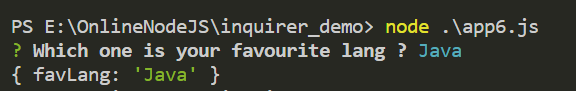 PS E:\OnlineNodeJS\inquirer_demo> node .\app6.js
? Which one is your favourite lang ? Java
{ favLang: 'Java' }